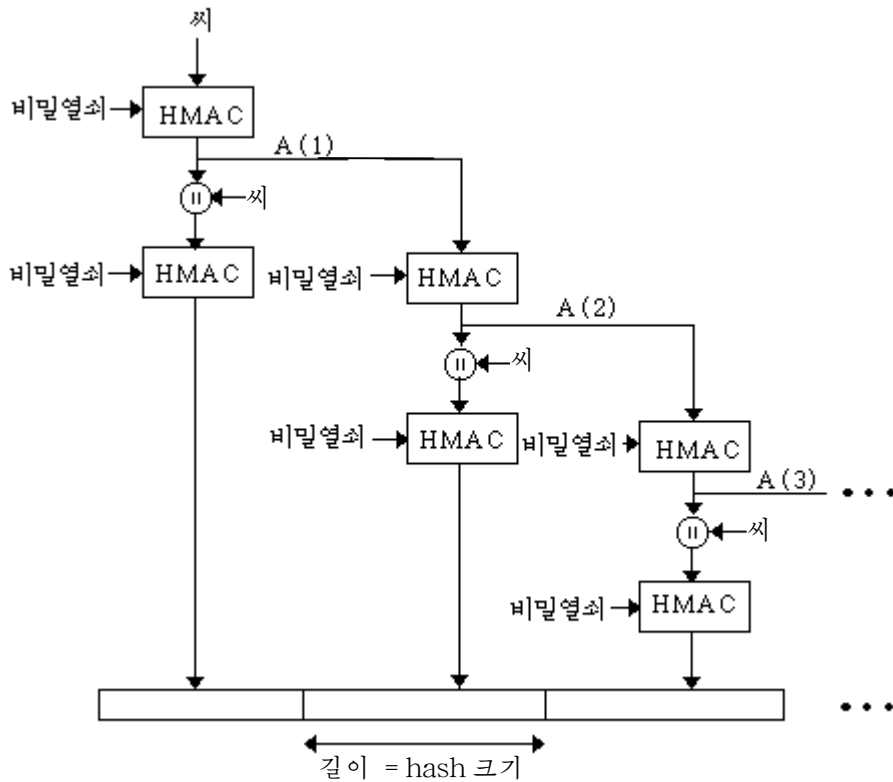 씨
비밀열쇠
HMAC
A(1)
씨
비밀열쇠
HMAC
비밀열쇠
HMAC
A(2)
씨
비밀열쇠
HMAC
비밀열쇠
HMAC
A(3)
씨
비밀열쇠
HMAC
길이 = hash 크기